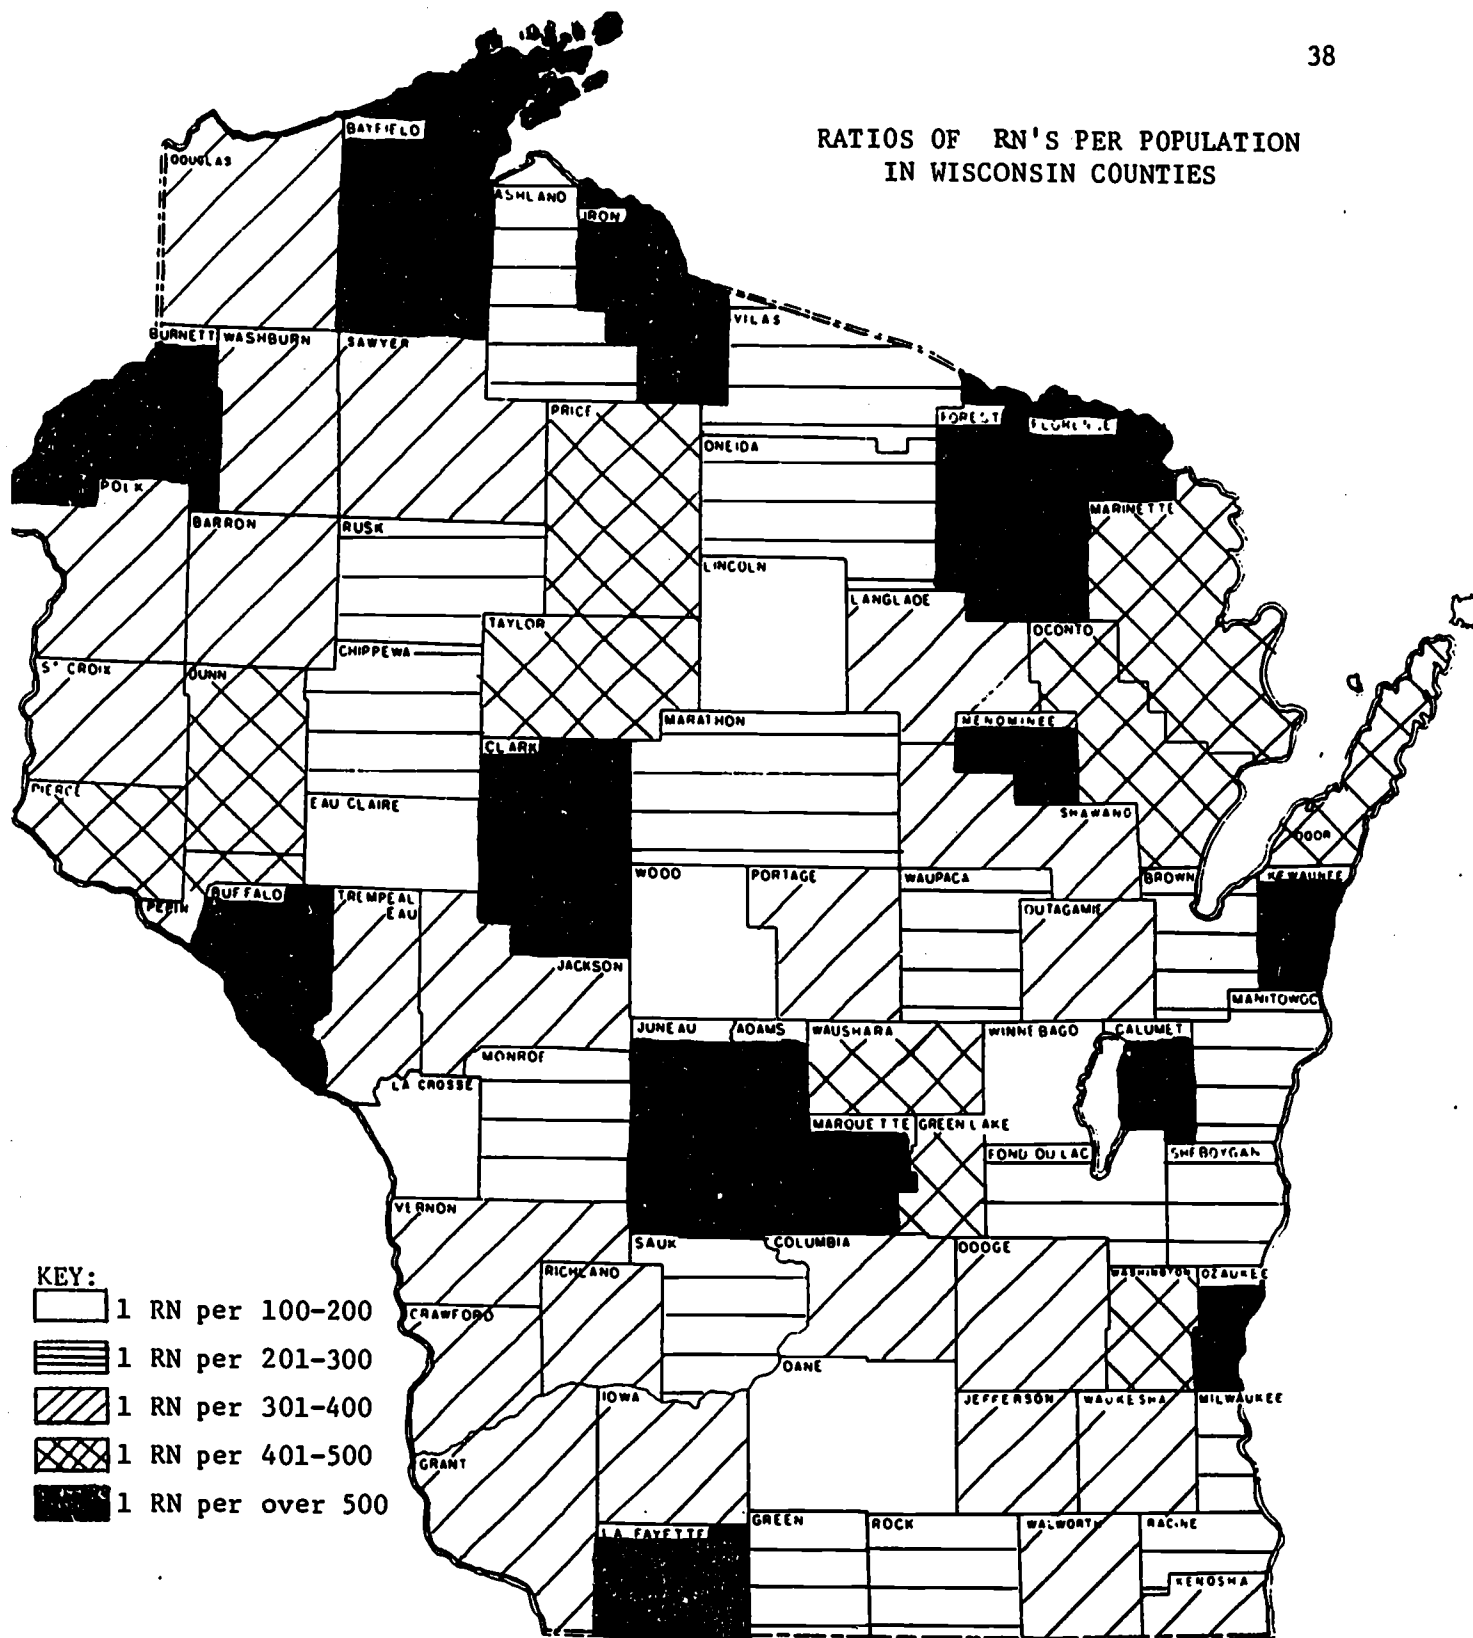 38
RATIOS OF RN'S PER POPULATION
IN WISCONSIN COUNTIES
BAYFIELD
DOUGLAS
ASHLAND
IRON
VILAS
BURNETT
WASHBURN
SAWYER
PRICE
FOREST
FLORENCE
ONEIDA
POLK
MARINETTE
BARRON
RUSK
LINCOLN
LANGLADE
TAYLOR
OCONTO
CHIPPEWA
ST CROIX
DUNN
MARATHON
MENOMINEE
CLARK
PIERCE
EAU CLAIRE
SHAWANO
DOOR
WOOD
PORTAGE
WAUPACA
BROWN
KEWAUNEE
BUFFALO
TREMPEAL
EAU
PEPIN
OUTAGAMIE
JACKSON
MANITOWOC
JUNEAU
ADAMS
WAUSHARA
WINNEBAGO
CALUMET
MONROE
LA CROSSE
MARQUETTE
GREEN LAKE
FOND DU LAC
SHEBOYGAN
VERNON
SAUK
COLUMBIA
DODGE
RICHLAND
WASHINGTON
OZAUKEE
CRAWFORD
DANE
IOWA
JEFFERSON
WAUKESHA
MILWAUKEE
GRANT
LA FAYETTE
GREEN
ROCK
WALWORTH
RACINE
KENOSHA
KEY:
1 RN per 100-200
1 RN per 201-300
1 RN per 301-400
1 RN per 401-500
1 RN per over 500